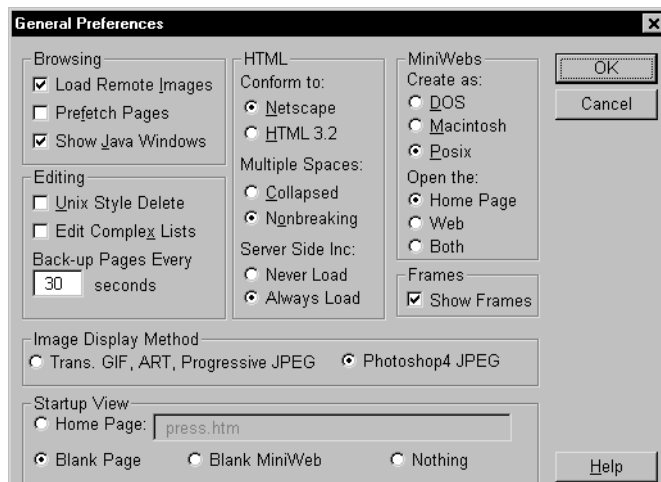 General Preferences
Browsing
Load Remote Images
Prefetch Pages
Show Java Windows
Editing
Unix Style Delete
Edit Complex Lists
Back-up Pages Every
30 seconds
HTML
Conform to:
Netscape
HTML 3.2
Multiple Spaces:
Collapsed
Nonbreaking
Server Side Inc:
Never Load
Always Load
MiniWebs
Create as:
DOS
Macintosh
Posix
Open the:
Home Page
Web
Both
Frames
Show Frames
OK
Cancel
Image Display Method
Trans. GIF, ART, Progressive JPEG Photoshop4 JPEG
Startup View
Home Page: press.htm
Blank Page Blank MiniWeb Nothing
Help